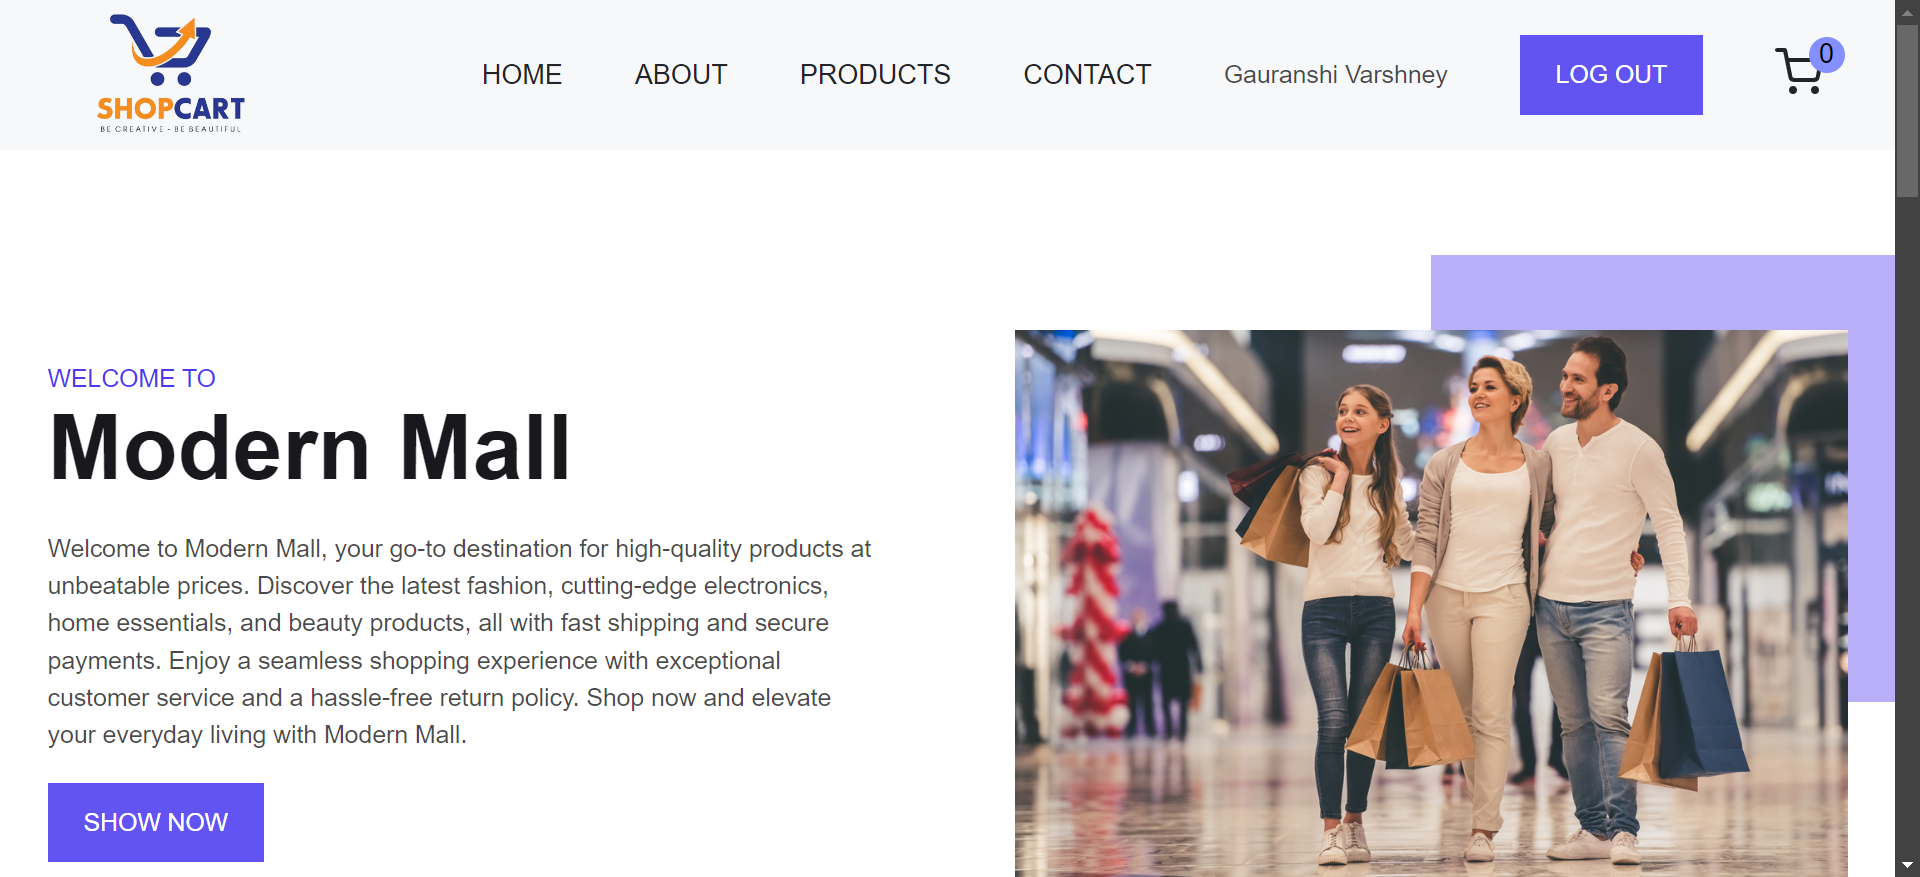 SHOPCART
BE CREATIVE - BE BEAUTIFUL
HOME
ABOUT
PRODUCTS
CONTACT
Gauranshi Varshney
LOG OUT
0
WELCOME TO
Modern Mall
Welcome to Modern Mall, your go-to destination for high-quality products at
unbeatable prices. Discover the latest fashion, cutting-edge electronics,
home essentials, and beauty products, all with fast shipping and secure
payments. Enjoy a seamless shopping experience with exceptional
customer service and a hassle-free return policy. Shop now and elevate
your everyday living with Modern Mall.
SHOW NOW